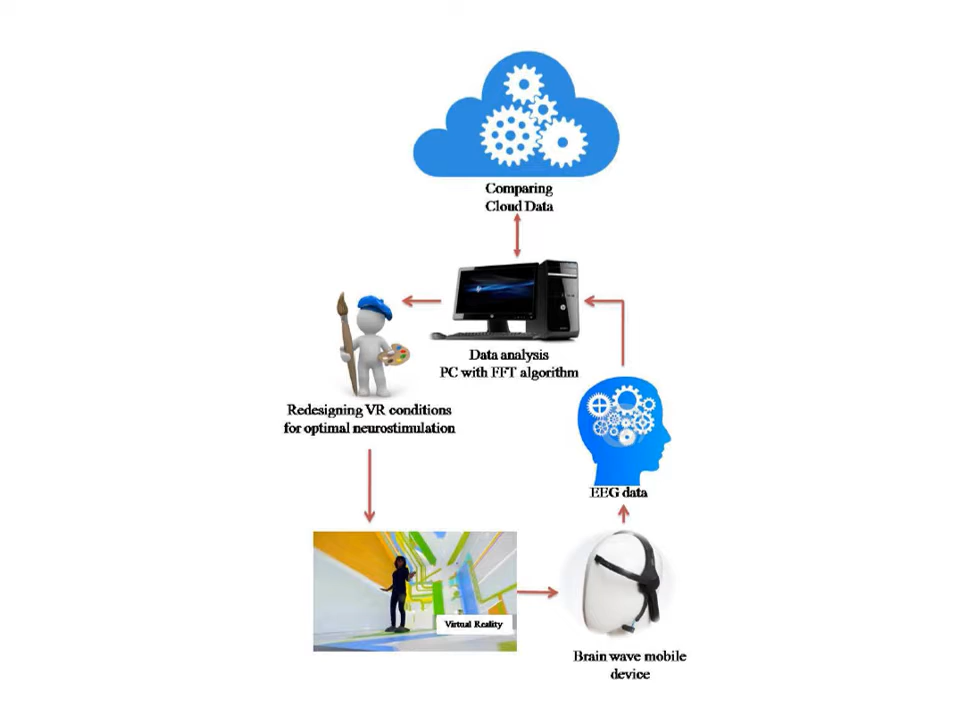 Comparing
Cloud Data
Data analysis
PC with FFT algorithm
Redesigning VR conditions
for optimal neurostimulation
EEG data
Virtual Reality
Brain wave mobile
device